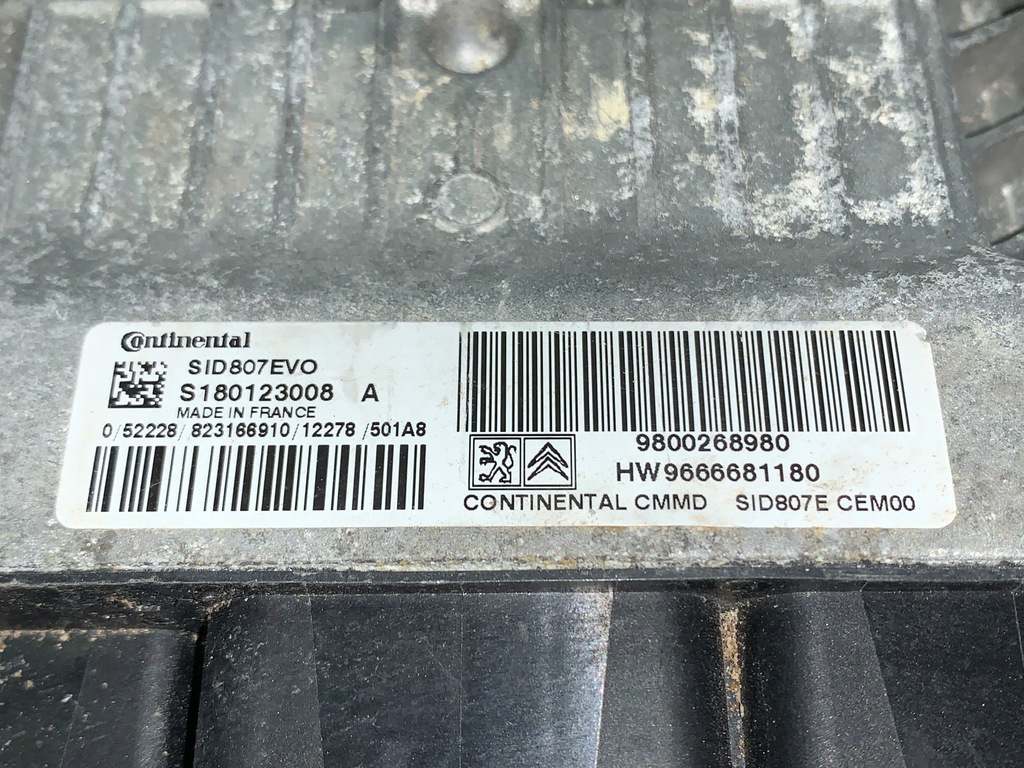 Continental
SID807EVO
S180123008 A
MADE IN FRANCE
0/52228/823166910/12278/501A8
9800268980
HW9666681180
CONTINENTAL CMMD SID807E CEM00